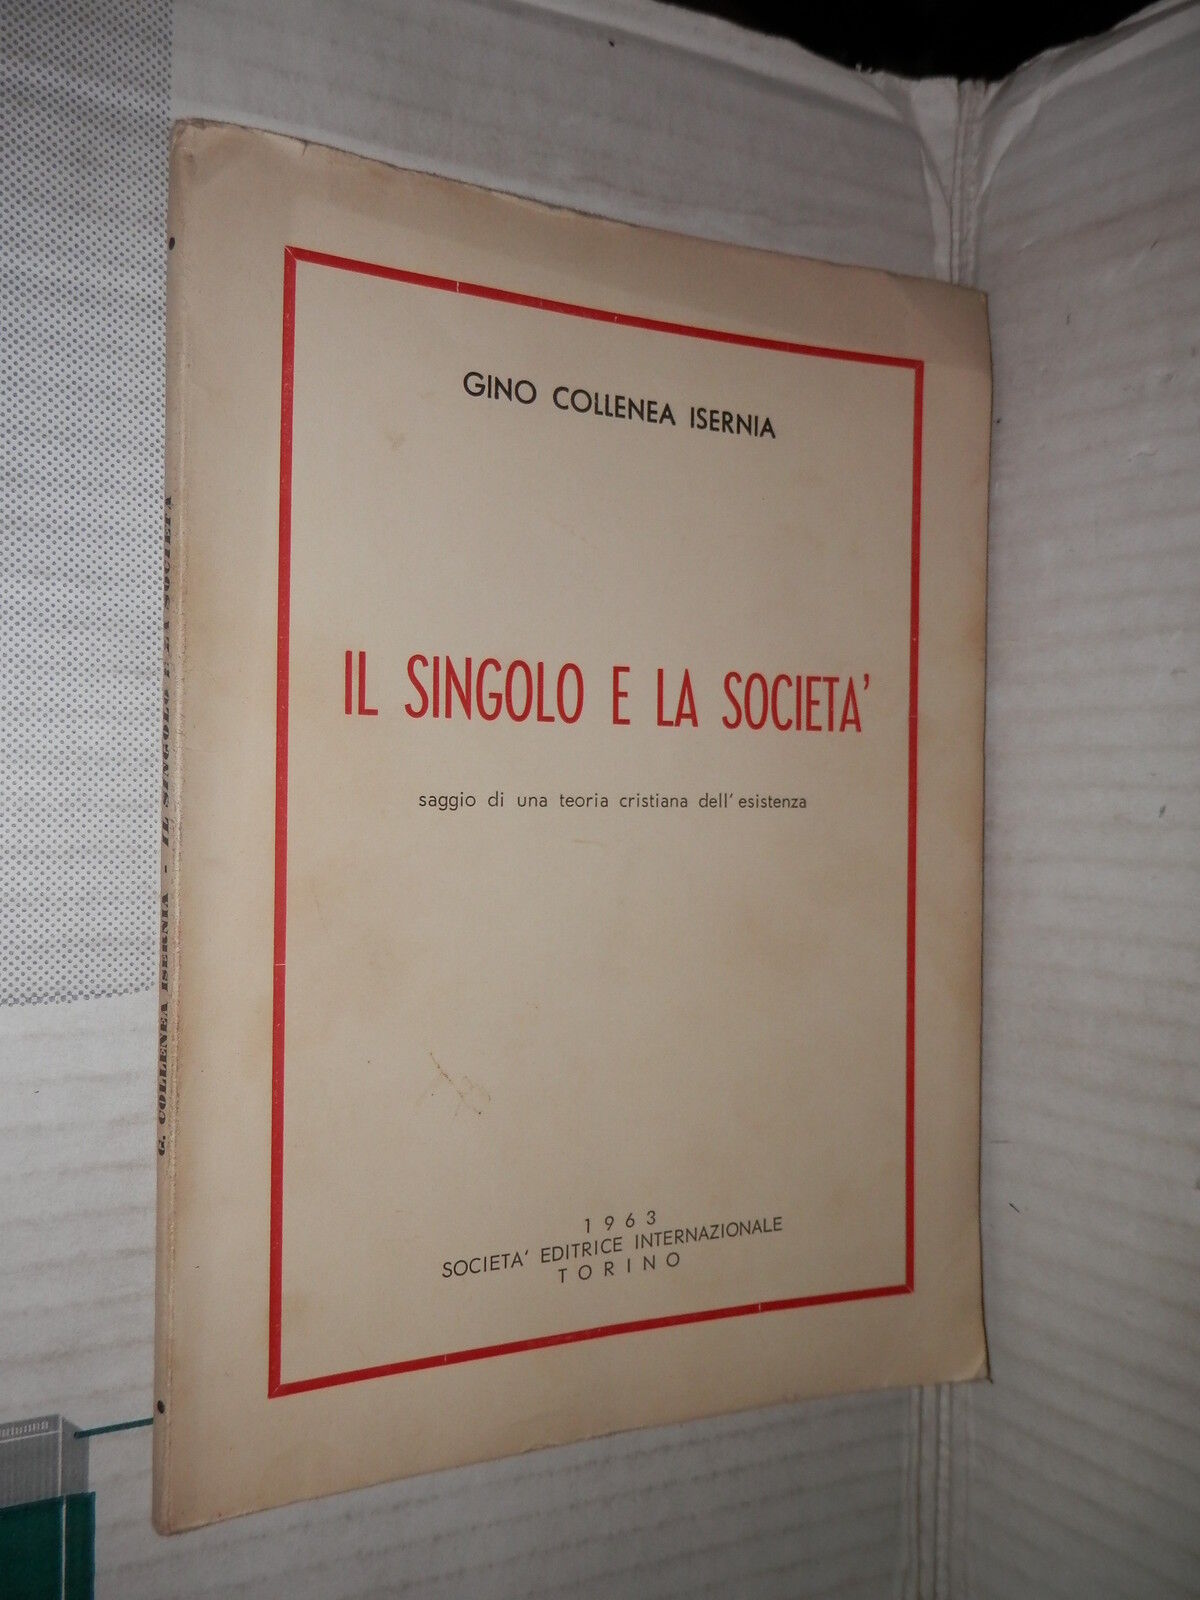 GINO COLLENEA ISERNIA
IL SINGOLO E LA SOCIETA'
saggio di una teoria cristiana dell'esistenza
1963
SOCIETA' EDITRICE INTERNAZIONALE
TORINO
G. COLLENEA ISERNIA - IL SINGOLO E LA SOCIETÀ